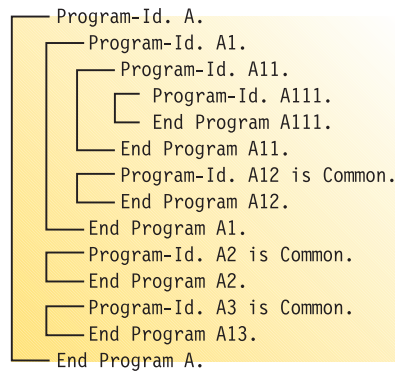 Program-Id. A.
Program-Id. A1.
Program-Id. A11.
Program-Id. A111.
End Program A111.
End Program A11.
Program-Id. A12 is Common.
End Program A12.
End Program A1.
Program-Id. A2 is Common.
End Program A2.
Program-Id. A3 is Common.
End Program A13.
End Program A.